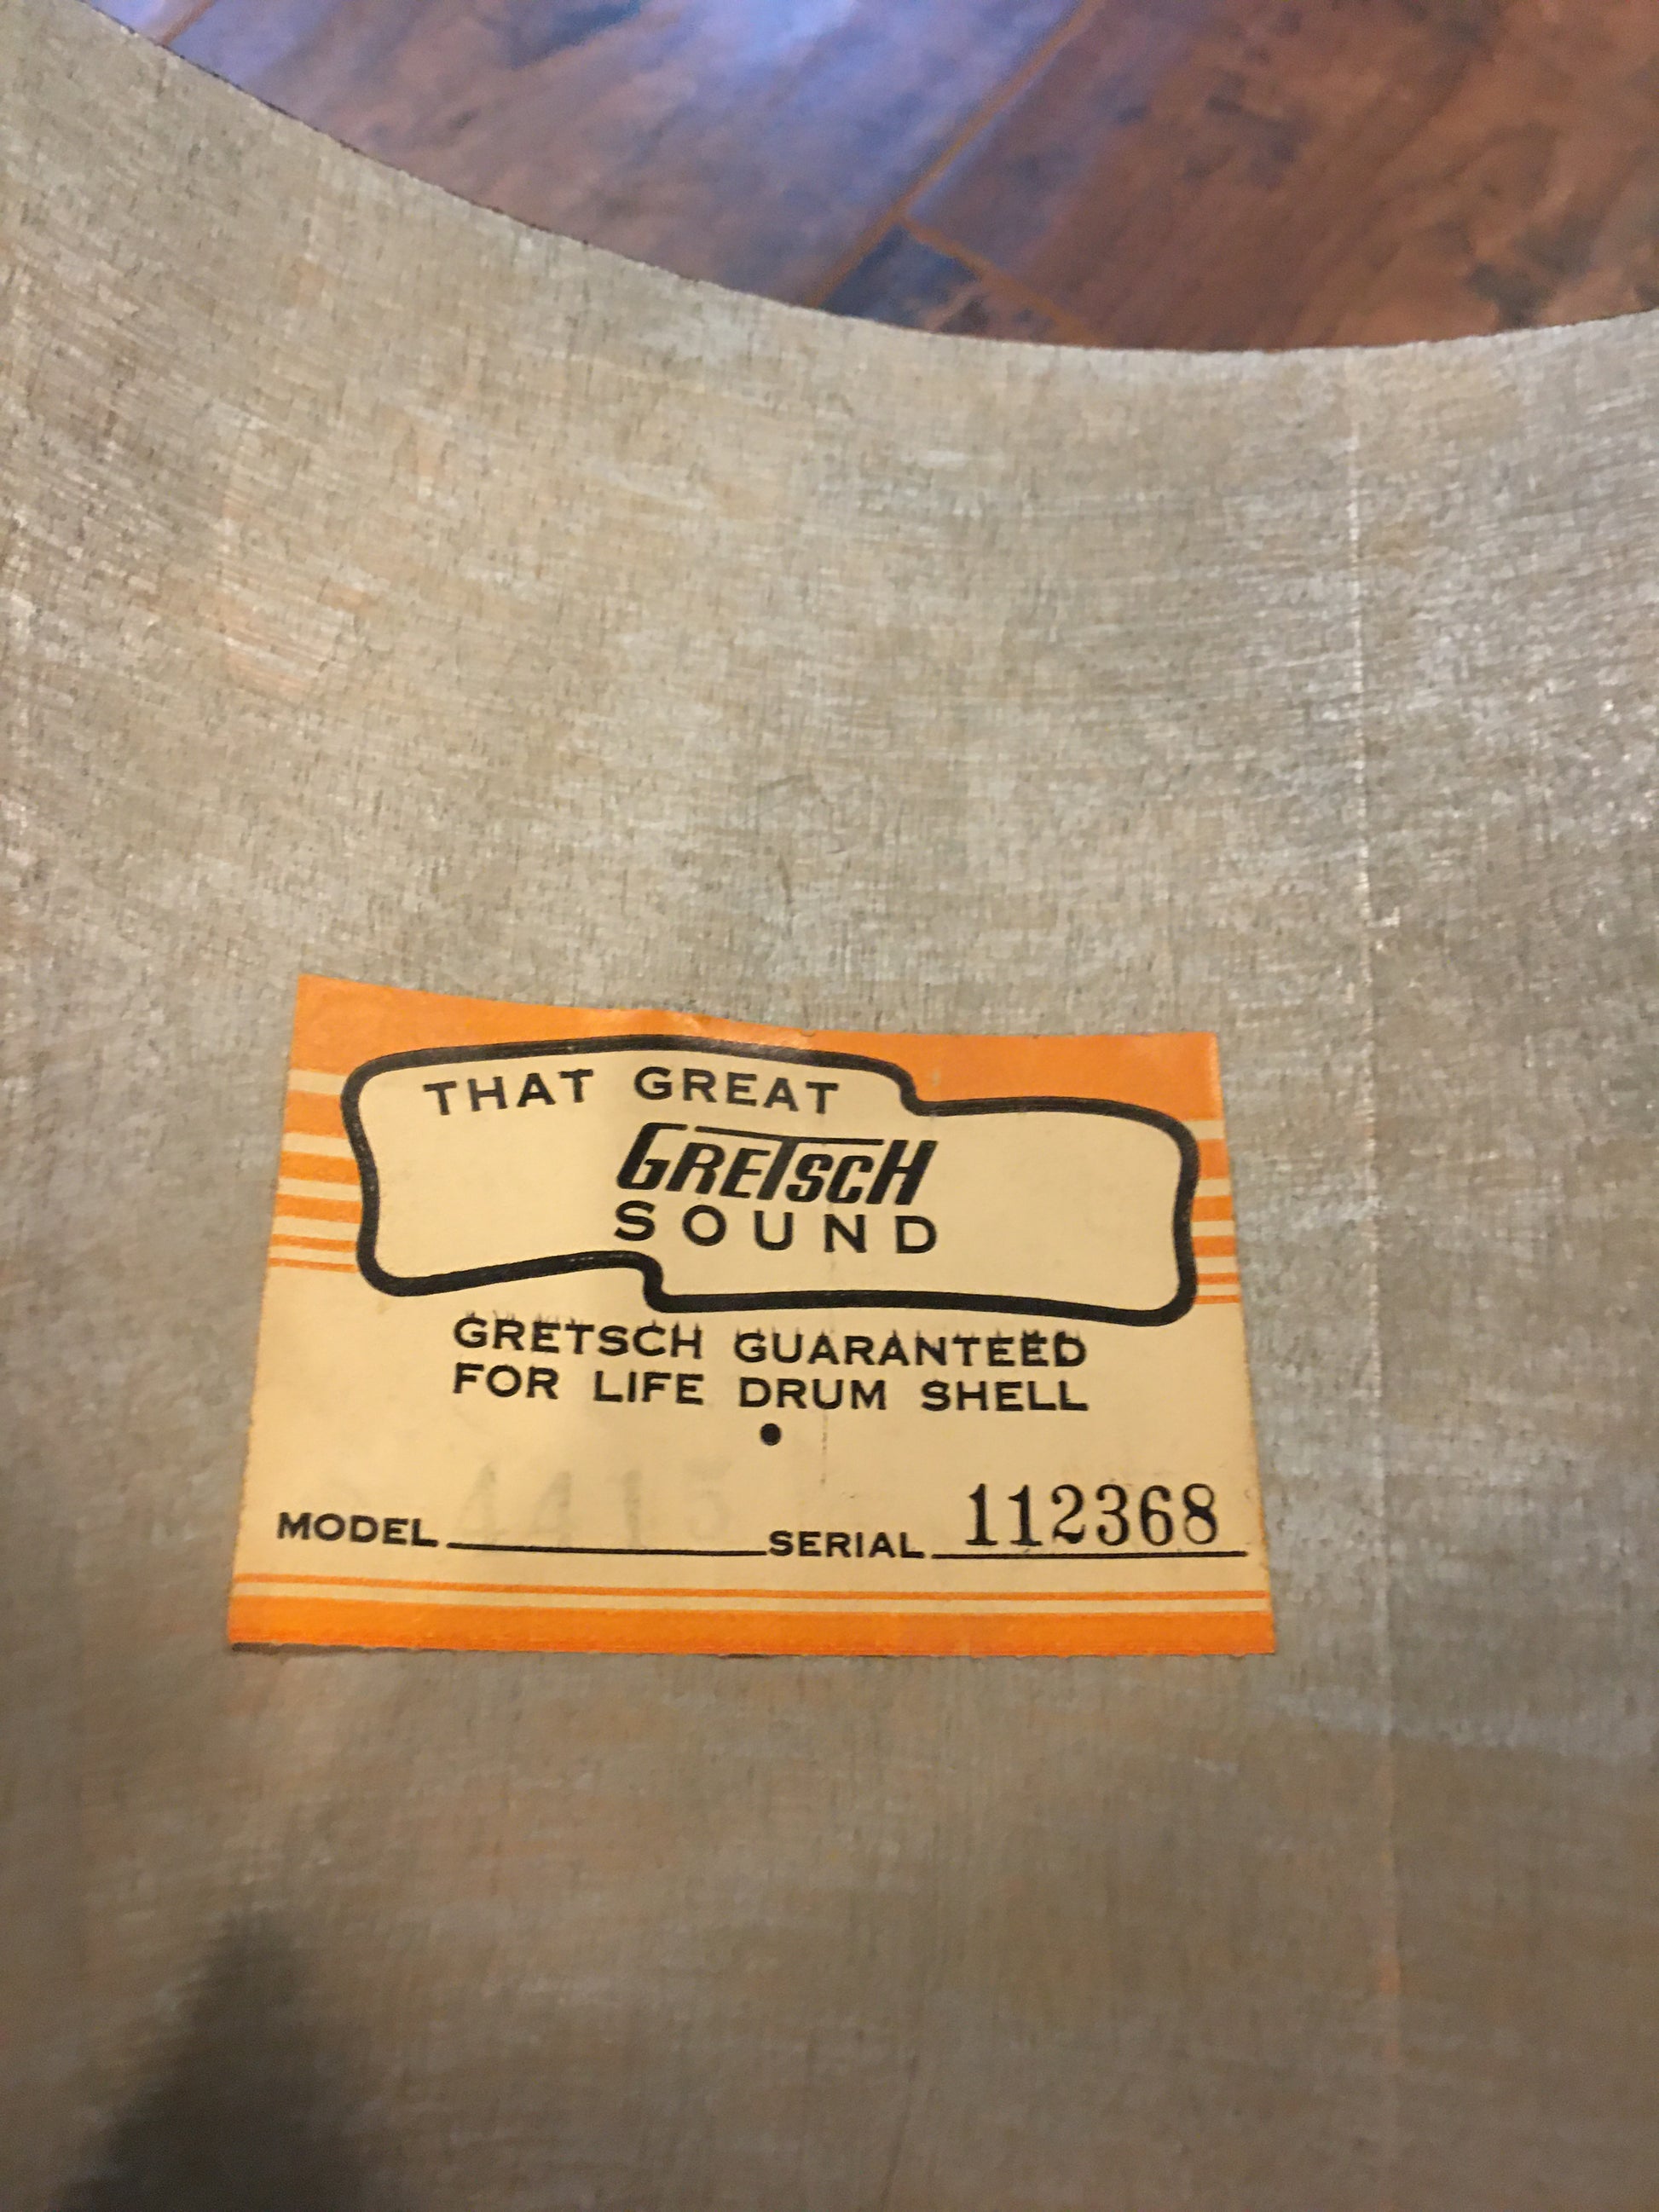 THAT GREAT
GRETSCH
SOUND
GRETSCH GUARANTEED
FOR LIFE DRUM SHELL
MODEL 4415 SERIAL 112368